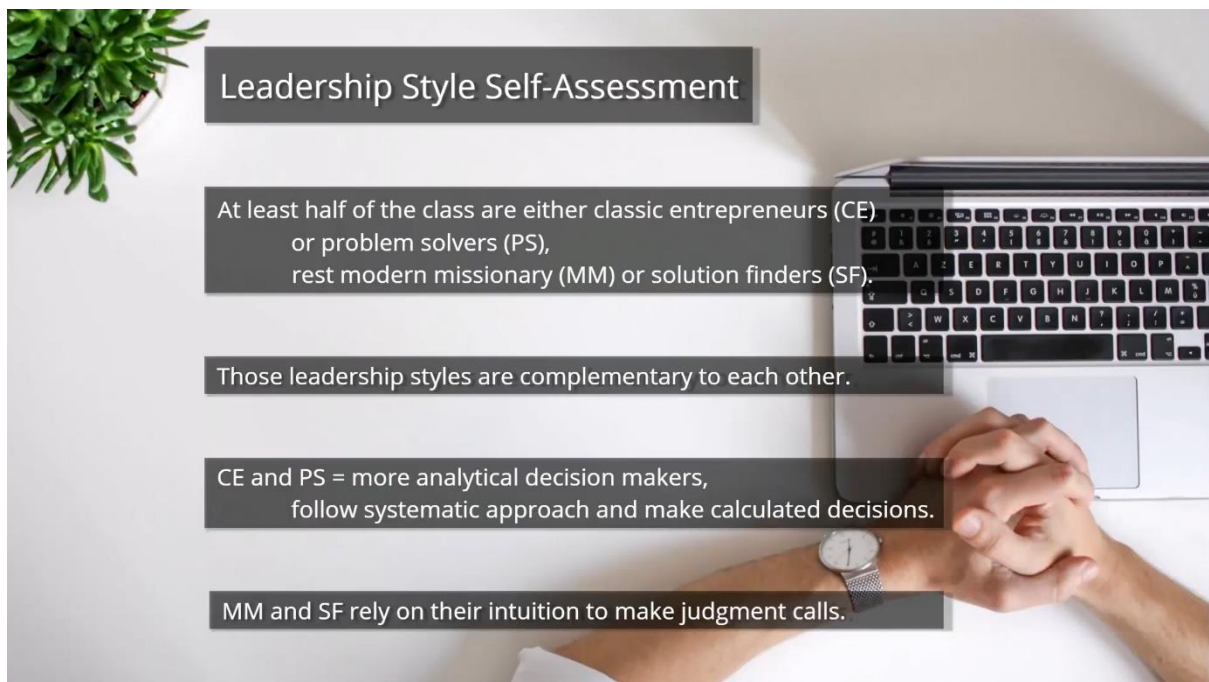 Leadership Style Self-Assessment
At least half of the class are either classic entrepreneurs (CE)
or problem solvers (PS),
rest modern missionary (MM) or solution finders (SF).
Those leadership styles are complementary to each other.
CE and PS = more analytical decision makers,
follow systematic approach and make calculated decisions.
MM and SF rely on their intuition to make judgment calls.